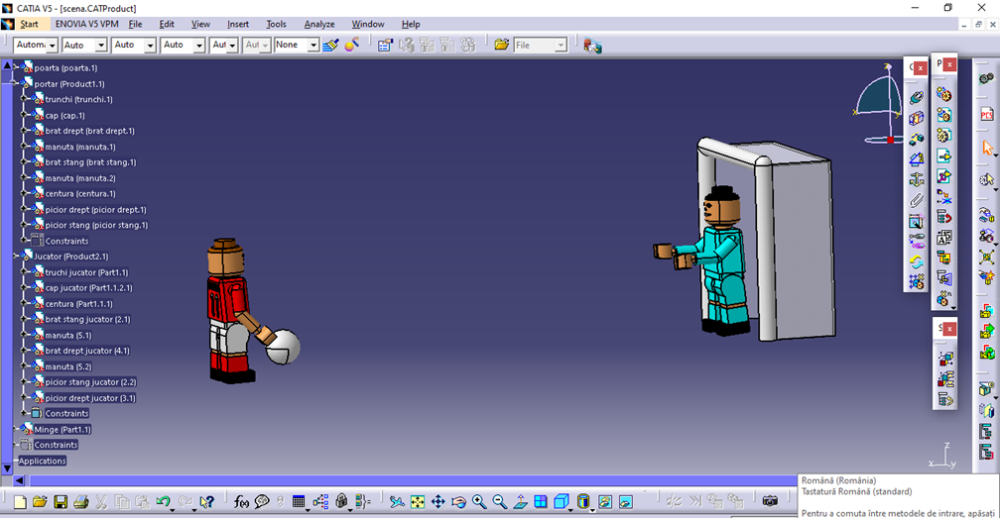 CATIA V5 - [scena.CATProduct]
Start ENOVIA V5 VPM File Edit View Insert Tools Analyze Window Help
Automa Auto Auto Auto Aut Aut None File
poarta (poarta.1)
portar (Product1.1)
trunchi (trunchi.1)
cap (cap.1)
brat drept (brat drept.1)
manuta (manuta.1)
brat stang (brat stang.1)
manuta (manuta.2)
centura (centura.1)
picior drept (picior drept.1)
picior stang (picior stang.1)
Constraints
Jucator (Product2.1)
truchi jucator (Part1.1)
cap jucator (Part1.1.2.1)
centura (Part1.1.1)
brat stang jucator (2.1)
manuta (5.1)
brat drept jucator (4.1)
manuta (5.2)
picior stang jucator (2.2)
picior drept jucator (3.1)
Constraints
Minge (Part1.1)
Constraints
Applications
z
x y
Română (România)
Tastatură Română (standard)
Pentru a comuta între metodele de intrare, apăsați